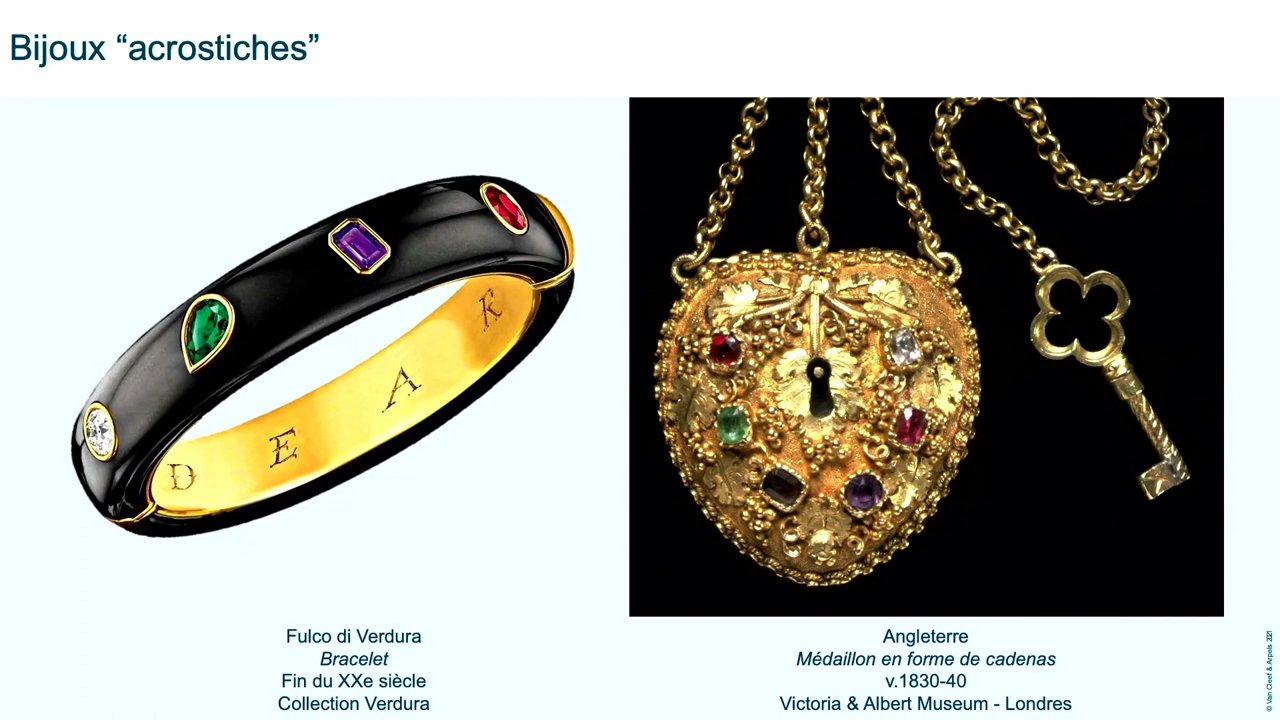 Bijoux “acrostiches”
D E A R
Fulco di Verdura
Bracelet
Fin du XXe siècle
Collection Verdura
Angleterre
Médaillon en forme de cadenas
v.1830-40
Victoria & Albert Museum - Londres
© Van Cleef & Arpels 2021